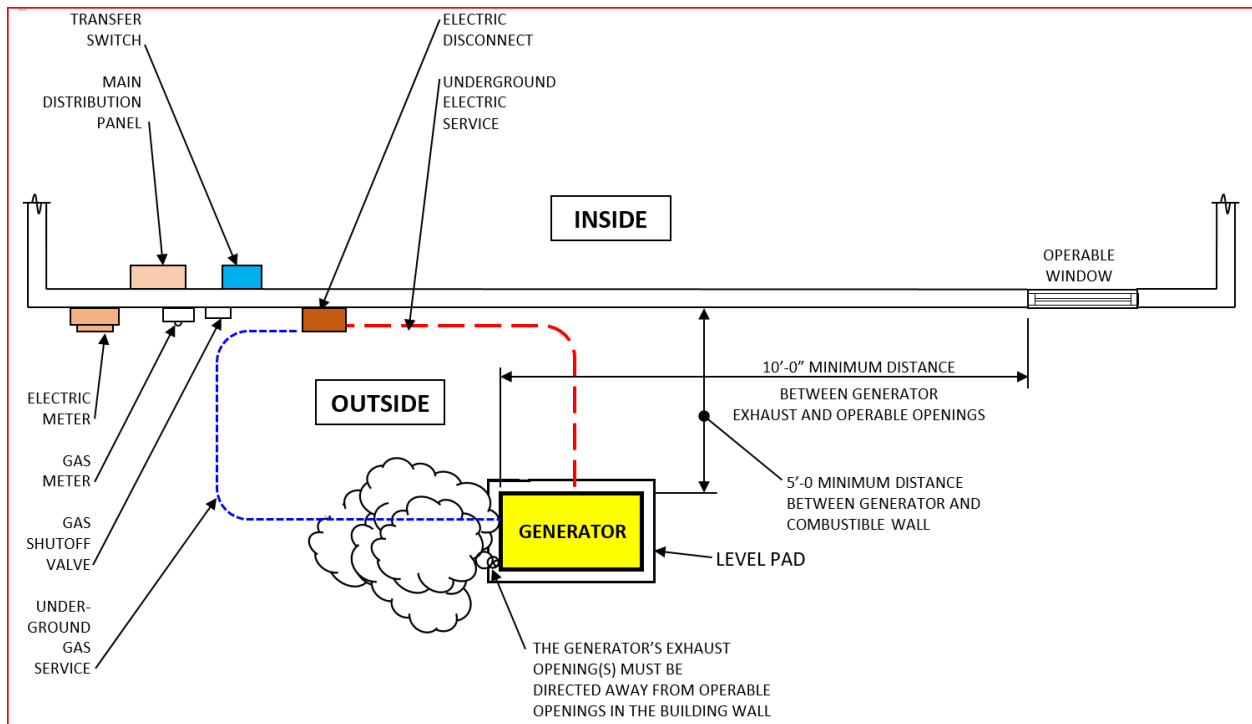 TRANSFER
SWITCH
MAIN
DISTRIBUTION
PANEL
ELECTRIC
DISCONNECT
UNDERGROUND
ELECTRIC
SERVICE
INSIDE
OPERABLE
WINDOW
10’-0” MINIMUM DISTANCE
BETWEEN GENERATOR
EXHAUST AND OPERABLE OPENINGS
OUTSIDE
ELECTRIC
METER
GAS
METER
GAS
SHUTOFF
VALVE
UNDER-
GROUND
GAS
SERVICE
5’-0 MINIMUM DISTANCE
BETWEEN GENERATOR AND
COMBUSTIBLE WALL
GENERATOR
LEVEL PAD
THE GENERATOR’S EXHAUST
OPENING(S) MUST BE
DIRECTED AWAY FROM OPERABLE
OPENINGS IN THE BUILDING WALL